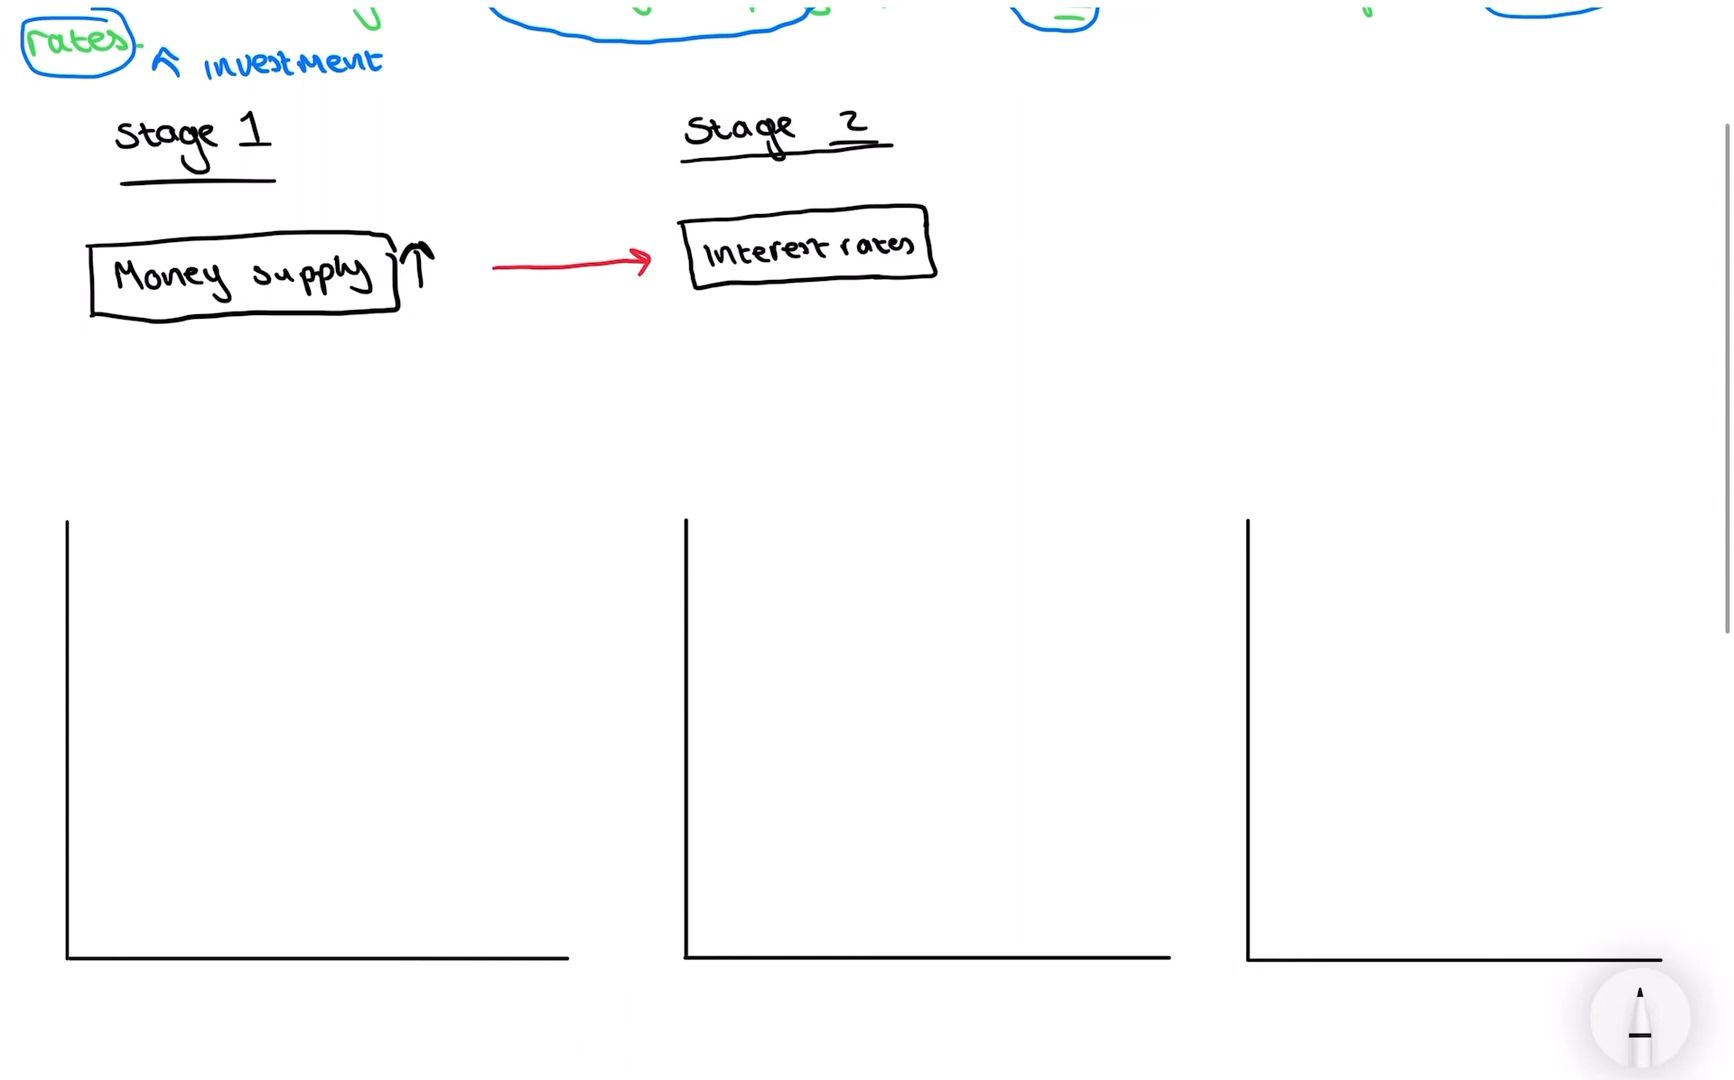 rates.
^ investment
Stage 1
Stage 2
Money supply ↑
→
Interest rates